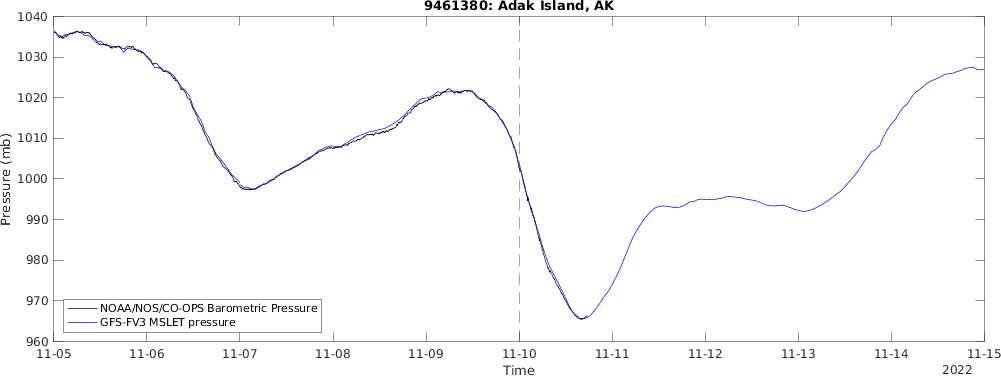 9461380: Adak Island, AK
Pressure (mb)
1040
1030
1020
1010
1000
990
980
970
960
NOAA/NOS/CO-OPS Barometric Pressure
GFS-FV3 MSLET pressure
11-05 11-06 11-07 11-08 11-09 11-10 11-11 11-12 11-13 11-14 11-15
Time
2022